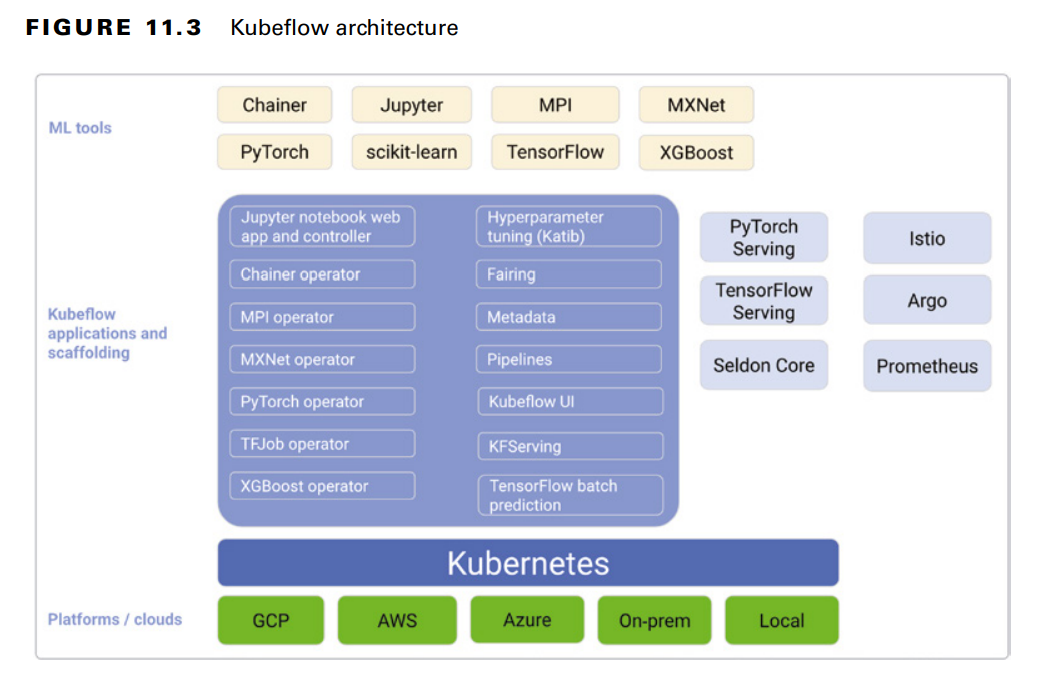 FIGURE 11.3 Kubeflow architecture
ML tools
Chainer
Jupyter
MPI
MXNet
PyTorch
scikit-learn
TensorFlow
XGBoost
Kubeflow
applications and
scaffolding
Jupyter notebook web
app and controller
Chainer operator
MPI operator
MXNet operator
PyTorch operator
TFJob operator
XGBoost operator
Hyperparameter
tuning (Katib)
Fairing
Metadata
Pipelines
Kubeflow UI
KFServing
TensorFlow batch
prediction
PyTorch
Serving
TensorFlow
Serving
Seldon Core
Istio
Argo
Prometheus
Kubernetes
Platforms / clouds
GCP
AWS
Azure
On-prem
Local